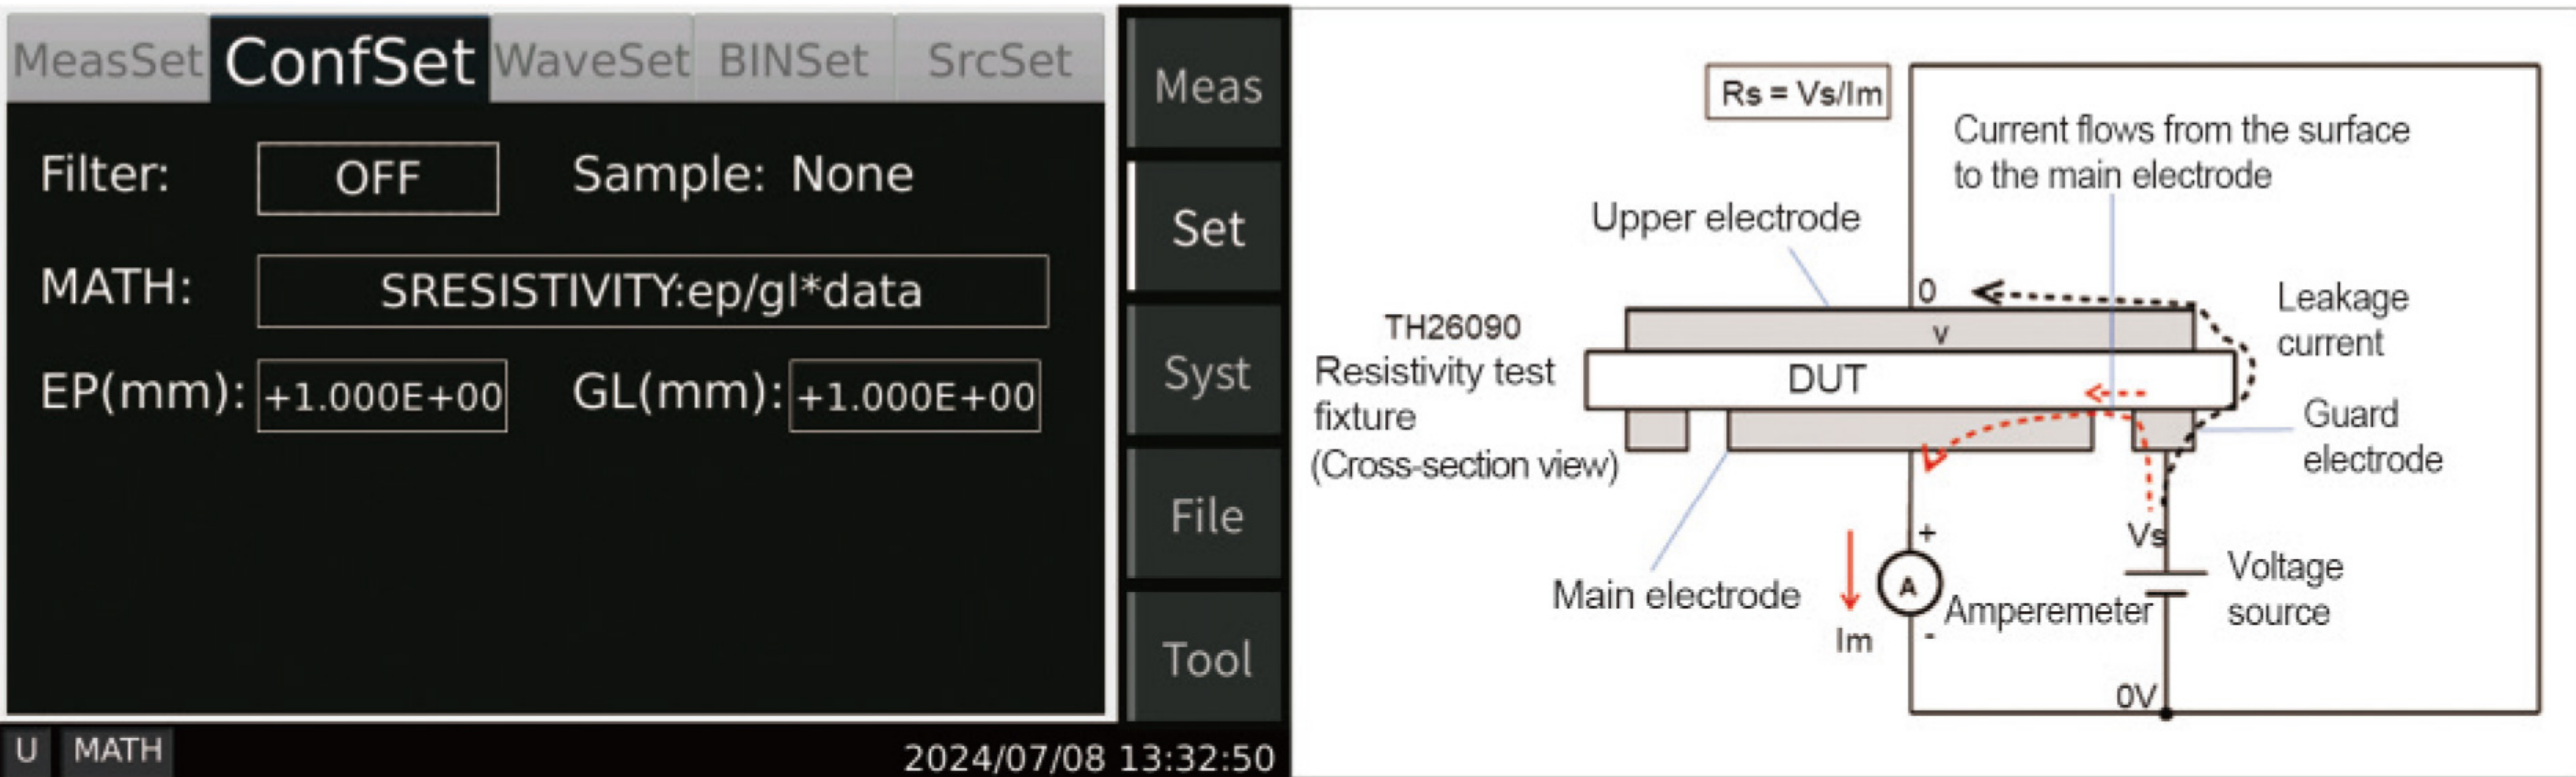 MeasSet ConfSet WaveSet BINSet SrcSet
Filter: OFF Sample: None
MATH: SRESISTIVITY:ep/gl*data
EP(mm): +1.000E+00 GL(mm): +1.000E+00
Meas
Set
Syst
File
Tool
U MATH 2024/07/08 13:32:50
Rs = Vs/Im
Current flows from the surface
to the main electrode
Upper electrode
0
V
Leakage
current
TH26090
Resistivity test
fixture
(Cross-section view)
DUT
Guard
electrode
Main electrode
+
A
-
Im
Amperemeter
Vs
Voltage
source
0V